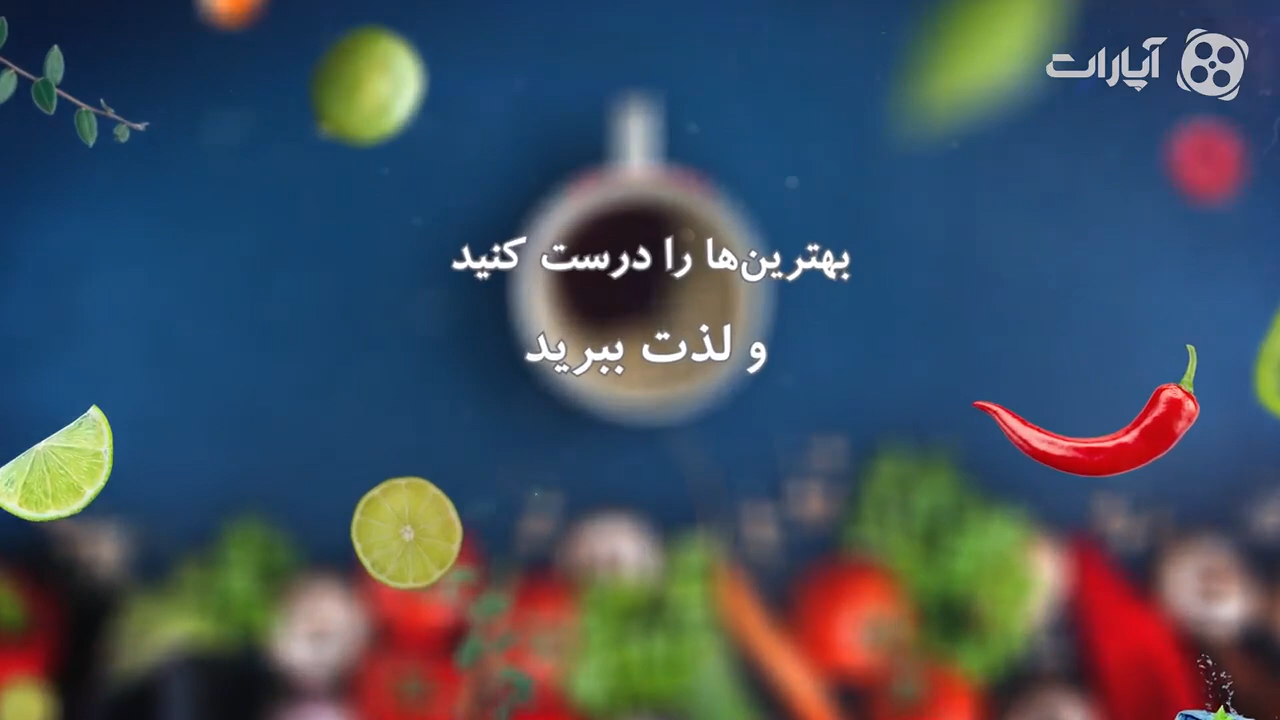 آپارات
بهترین‌ها را درست کنید
و لذت ببرید